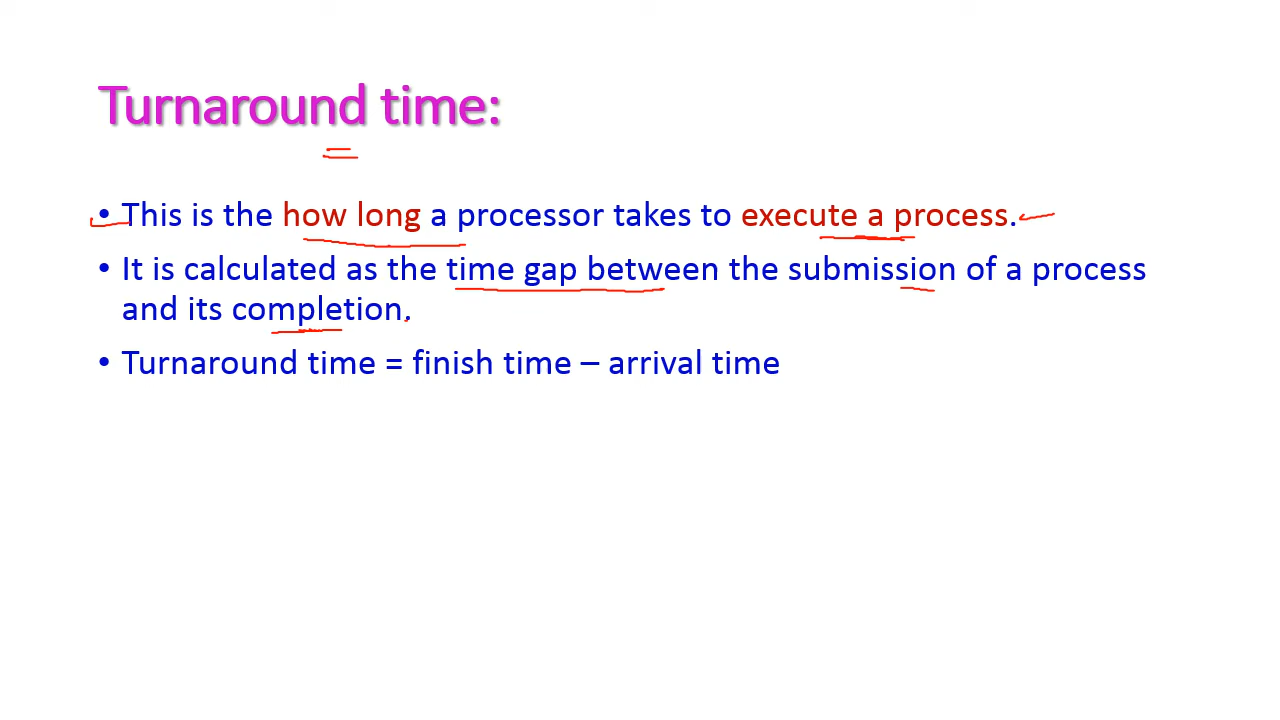 Turnaround time:
• This is the how long a processor takes to execute a process.
• It is calculated as the time gap between the submission of a process
and its completion.
• Turnaround time = finish time – arrival time